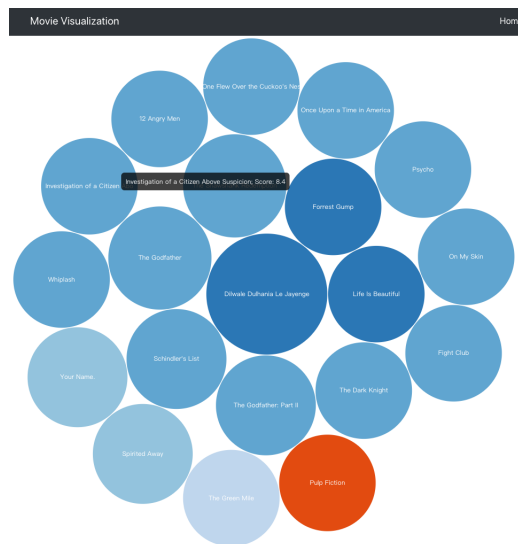 Movie Visualization
Hom
One Flew Over the Cuckoo's Nes
Once Upon a Time in America
12 Angry Men
Psycho
Investigation of a Citizen
Investigation of a Citizen Above Suspicion; Score: 8.4
Forrest Gump
The Godfather
On My Skin
Whiplash
Dilwale Dulhania Le Jayenge
Life Is Beautiful
Fight Club
Schindler's List
Your Name.
The Dark Knight
The Godfather: Part II
Spirited Away
Pulp Fiction
The Green Mile